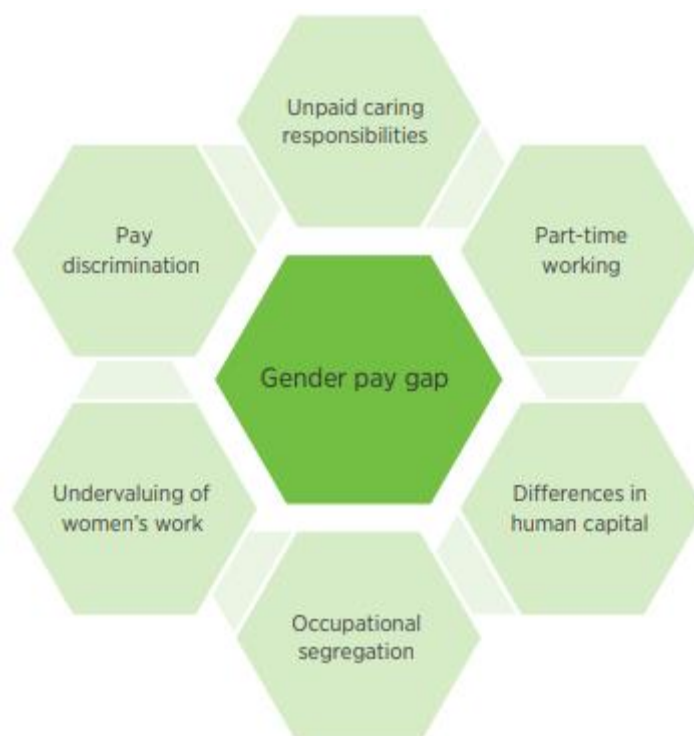 Unpaid caring
responsibilities
Pay
discrimination
Part-time
working
Gender pay gap
Undervaluing of
women’s work
Differences in
human capital
Occupational
segregation